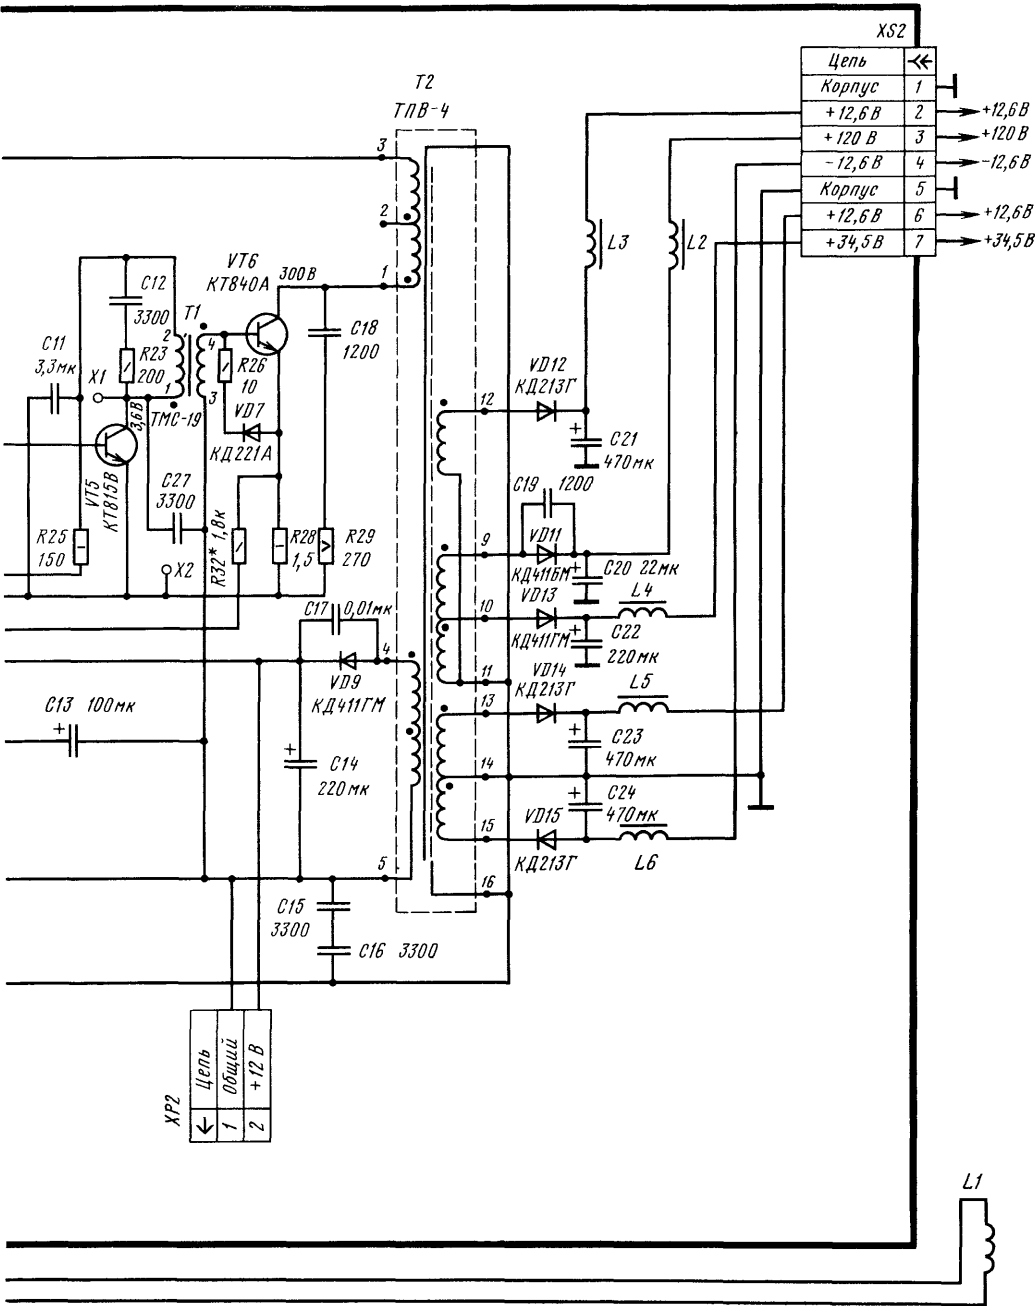 XS2
Цепь
Корпус 1
+12,6 В 2 +12,6 В
+120 В 3 +120 В
-12,6 В 4 -12,6 В
Корпус 5
+12,6 В 6 +12,6 В
+34,5 В 7 +34,5 В
T2
ТПВ-4
3
2
1
L3
L2
VT6
КТ840А
300 В
C12
3300
T1
2
4
1
3
C18
1200
C11
3,3мк
X1
R23
200
R26
10
3,6 В
ТМС-19
VD7
КД221А
VD12
КД213Г
12
C21
470мк
VT5
КТ815В
C27
3300
C19 1200
R25
150
R32* 1,8к
R28
1,5
R29
270
X2
9
VD11
КД411БМ
C20 22мк
VD13
L4
10
КД411ГМ
C22
220мк
C17 0,01мк
4
VD9
КД411ГМ
11
VD14
КД213Г
L5
13
C13 100мк
C14
220мк
C23
470мк
14
C24
470мк
VD15
КД213Г
15
L6
5
16
C15
3300
C16 3300
XP2
Цепь
1 Общий
2 +12 В
L1